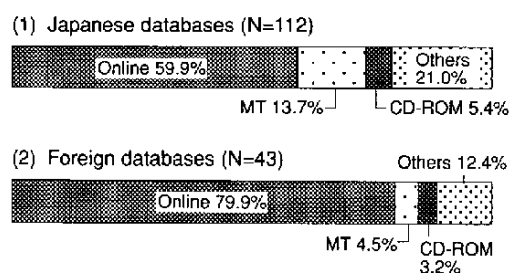 (1) Japanese databases (N=112)
Online 59.9%
Others
21.0%
MT 13.7%
CD-ROM 5.4%
(2) Foreign databases (N=43)
Others 12.4%
Online 79.9%
MT 4.5%
CD-ROM
3.2%